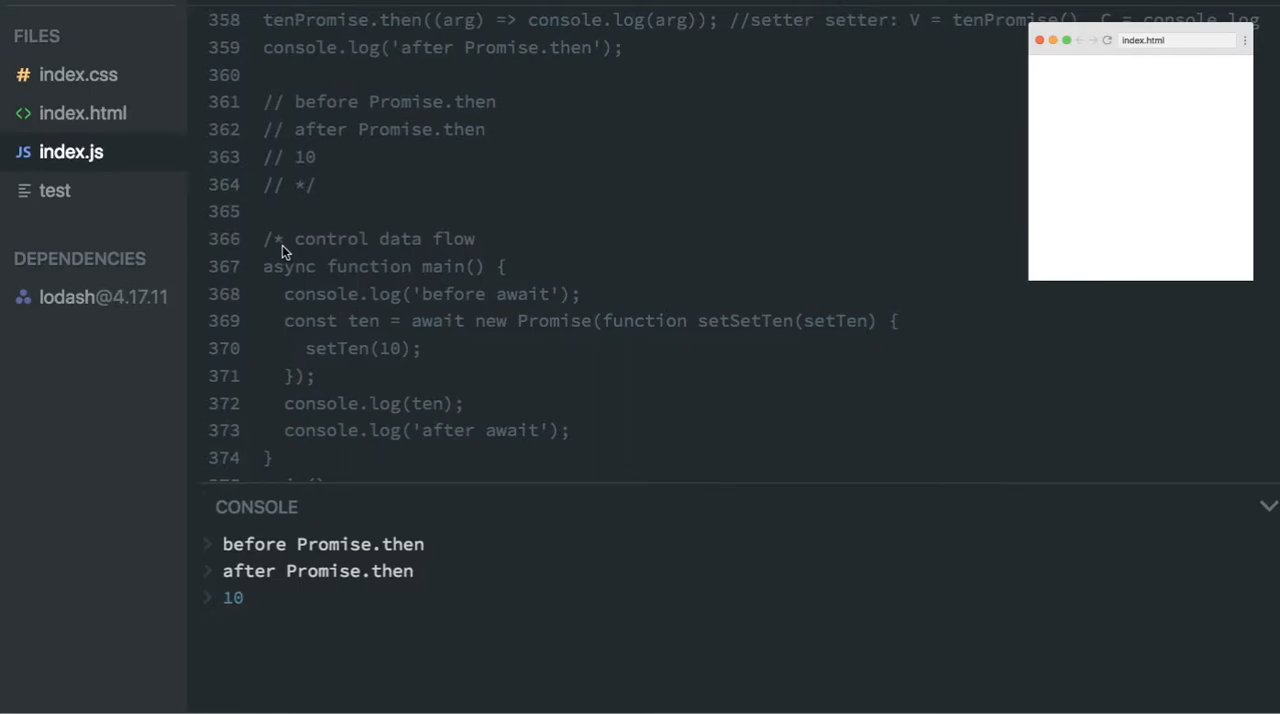 FILES
# index.css
<> index.html
JS index.js
test
DEPENDENCIES
lodash@4.17.11
358 tenPromise.then((arg) => console.log(arg)); //setter setter: V = tenPromise(), C = console.log
359 console.log('after Promise.then');
360
361 // before Promise.then
362 // after Promise.then
363 // 10
364 // */
365
366 /* control data flow
367 async function main() {
368 console.log('before await');
369 const ten = await new Promise(function setSetTen(setTen) {
370 setTen(10);
371 });
372 console.log(ten);
373 console.log('after await');
374 }
index.html
CONSOLE
> before Promise.then
> after Promise.then
> 10